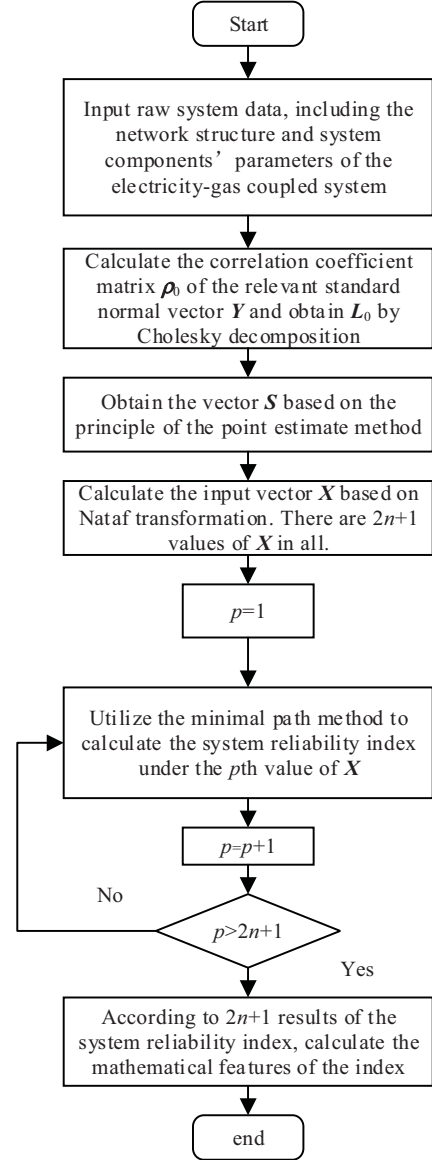 Start
Input raw system data, including the
network structure and system
components’ parameters of the
electricity-gas coupled system
Calculate the correlation coefficient
matrix ρ₀ of the relevant standard
normal vector Y and obtain L₀ by
Cholesky decomposition
Obtain the vector S based on the
principle of the point estimate method
Calculate the input vector X based on
Nataf transformation. There are 2n+1
values of X in all.
p=1
Utilize the minimal path method to
calculate the system reliability index
under the pth value of X
p=p+1
No
p>2n+1
Yes
According to 2n+1 results of the
system reliability index, calculate the
mathematical features of the index
end